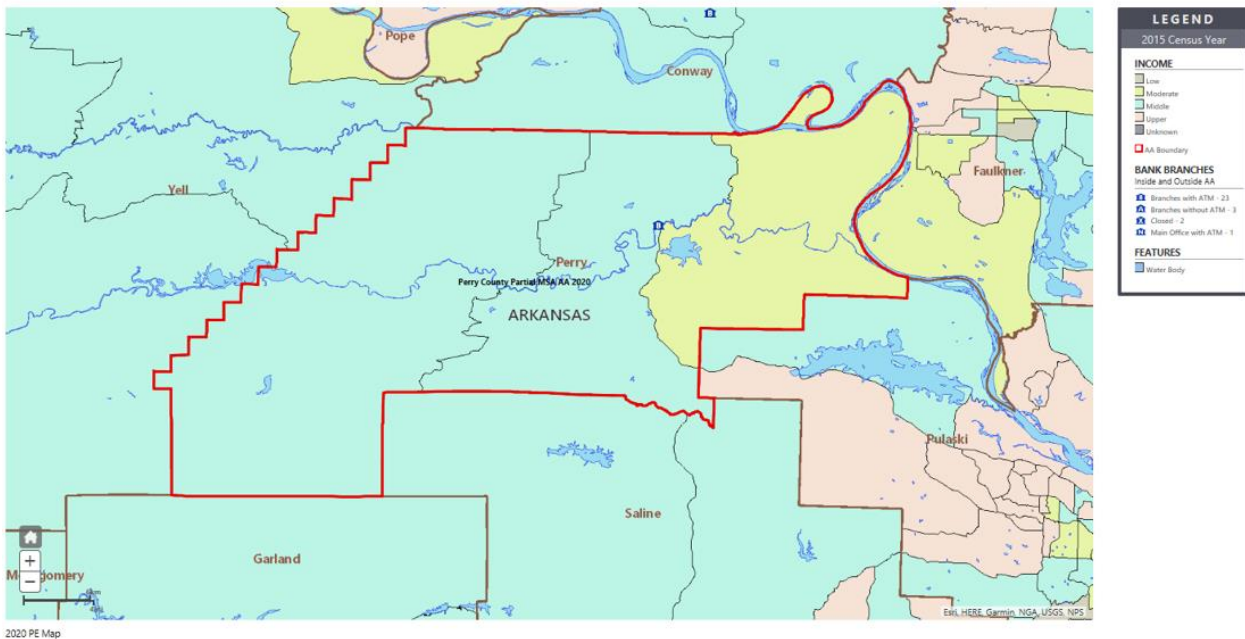 Pope
Conway
Yell
Faulkner
Perry
Perry County Partial MSA AA 2020
ARKANSAS
Pulaski
Saline
Garland
Montgomery
+
−
Esri, HERE, Garmin, NGA, USGS, NPS
2020 PE Map
LEGEND
2015 Census Year
INCOME
Low
Moderate
Middle
Upper
Unknown
AA Boundary
BANK BRANCHES
Inside and Outside AA
Branches with ATM - 23
Branches without ATM - 3
Closed - 2
Main Office with ATM - 1
FEATURES
Water Body